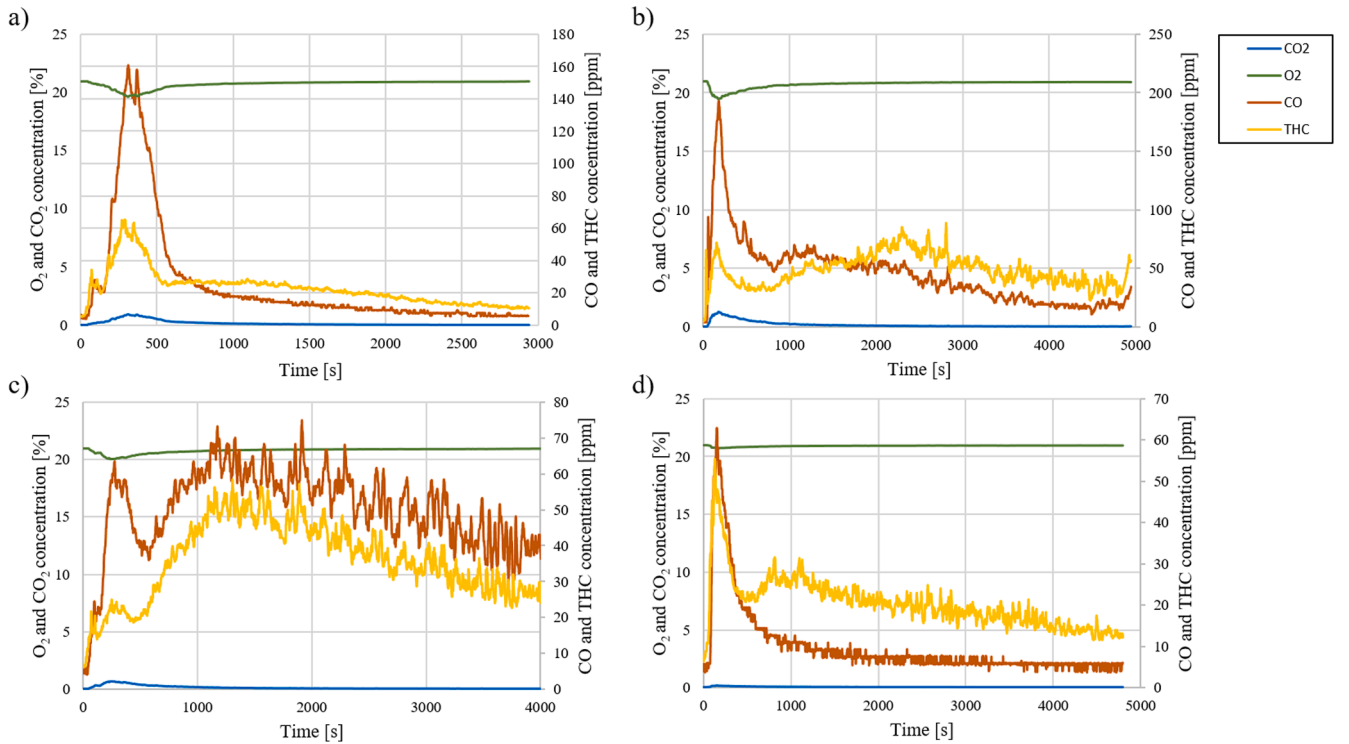 a)
25
20
15
10
5
0
O₂ and CO₂ concentration [%]
180
160
140
120
100
80
60
40
20
0
CO and THC concentration [ppm]
0 500 1000 1500 2000 2500 3000
Time [s]
b)
25
20
15
10
5
0
O₂ and CO₂ concentration [%]
250
200
150
100
50
0
CO and THC concentration [ppm]
0 1000 2000 3000 4000 5000
Time [s]
CO2
O2
CO
THC
c)
25
20
15
10
5
0
O₂ and CO₂ concentration [%]
80
70
60
50
40
30
20
10
0
CO and THC concentration [ppm]
0 1000 2000 3000 4000
Time [s]
d)
25
20
15
10
5
0
O₂ and CO₂ concentration [%]
70
60
50
40
30
20
10
0
CO and THC concentration [ppm]
0 1000 2000 3000 4000 5000
Time [s]